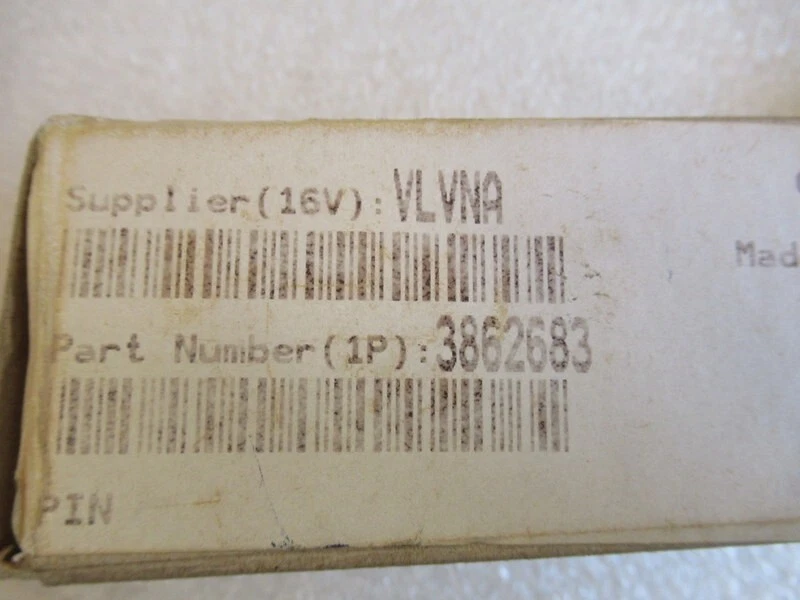 Supplier(16V):VLVNA
Mad
Part Number(1P):3862683
PIN